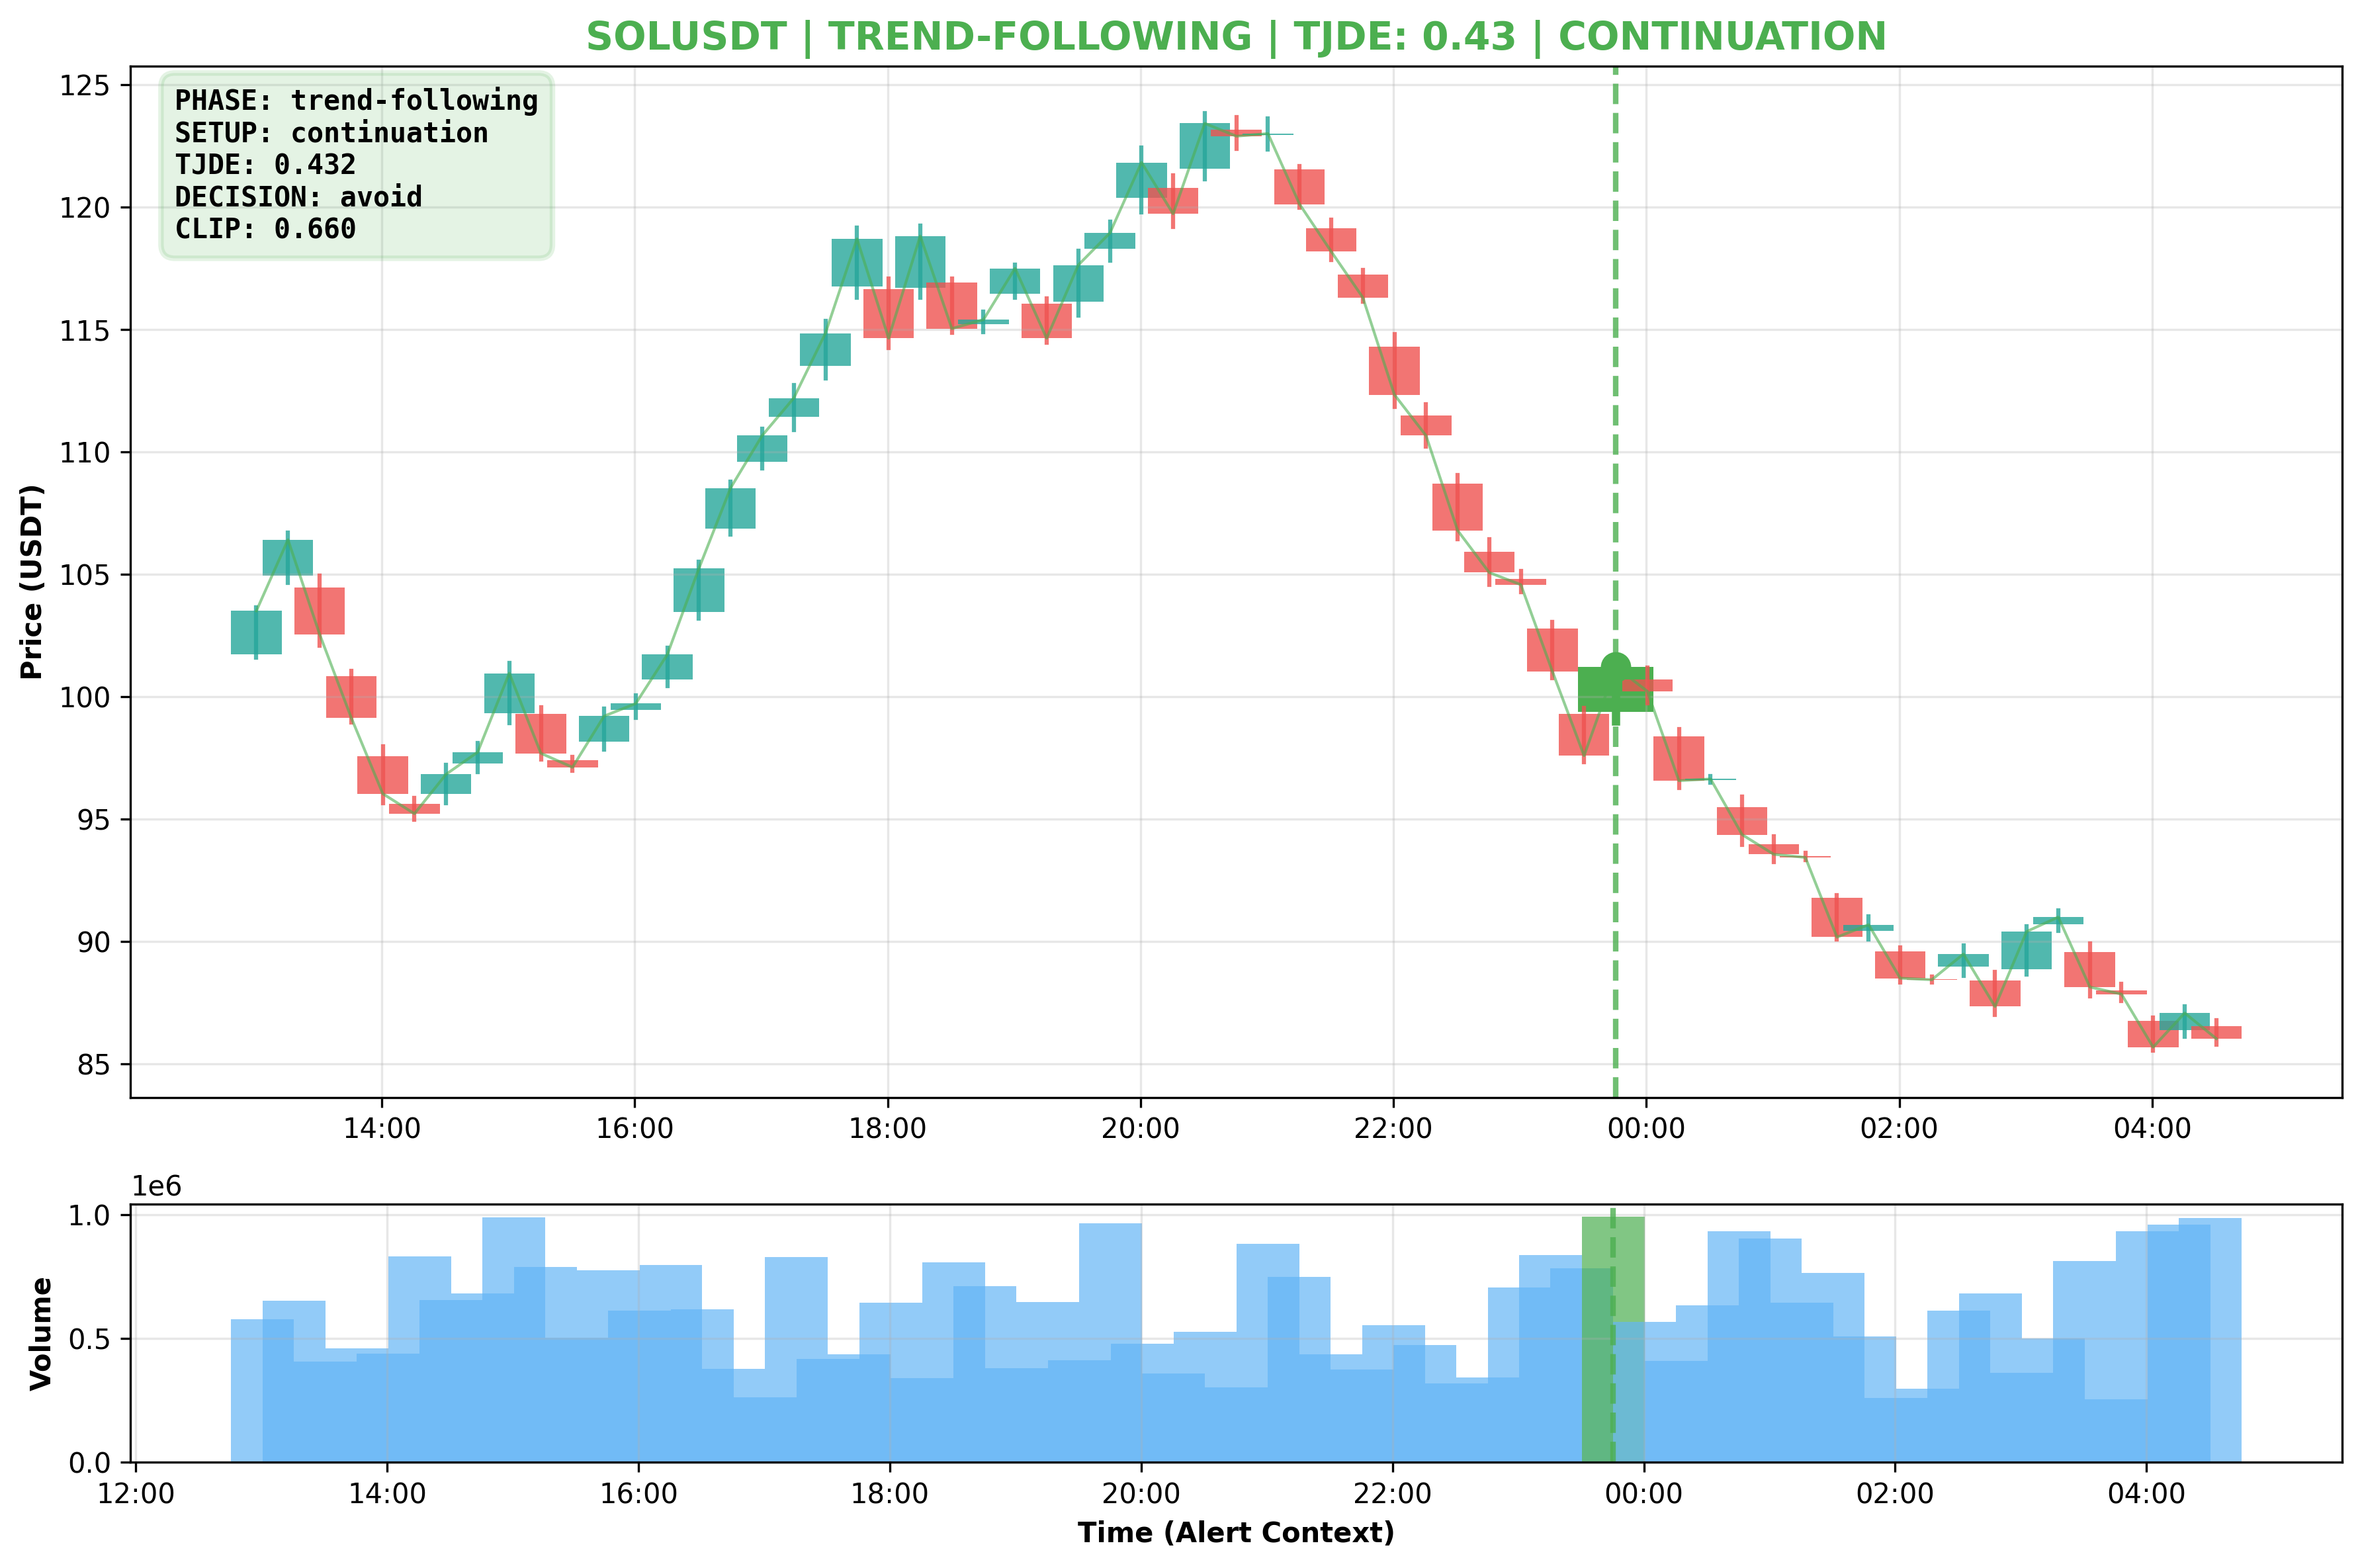 SOLUSDT | TREND-FOLLOWING | TJDE: 0.43 | CONTINUATION
PHASE: trend-following
SETUP: continuation
TJDE: 0.432
DECISION: avoid
CLIP: 0.660
Price (USDT)
125
120
115
110
105
100
95
90
85
14:00 16:00 18:00 20:00 22:00 00:00 02:00 04:00
1e6
Volume
1.0
0.5
0.0
12:00 14:00 16:00 18:00 20:00 22:00 00:00 02:00 04:00
Time (Alert Context)